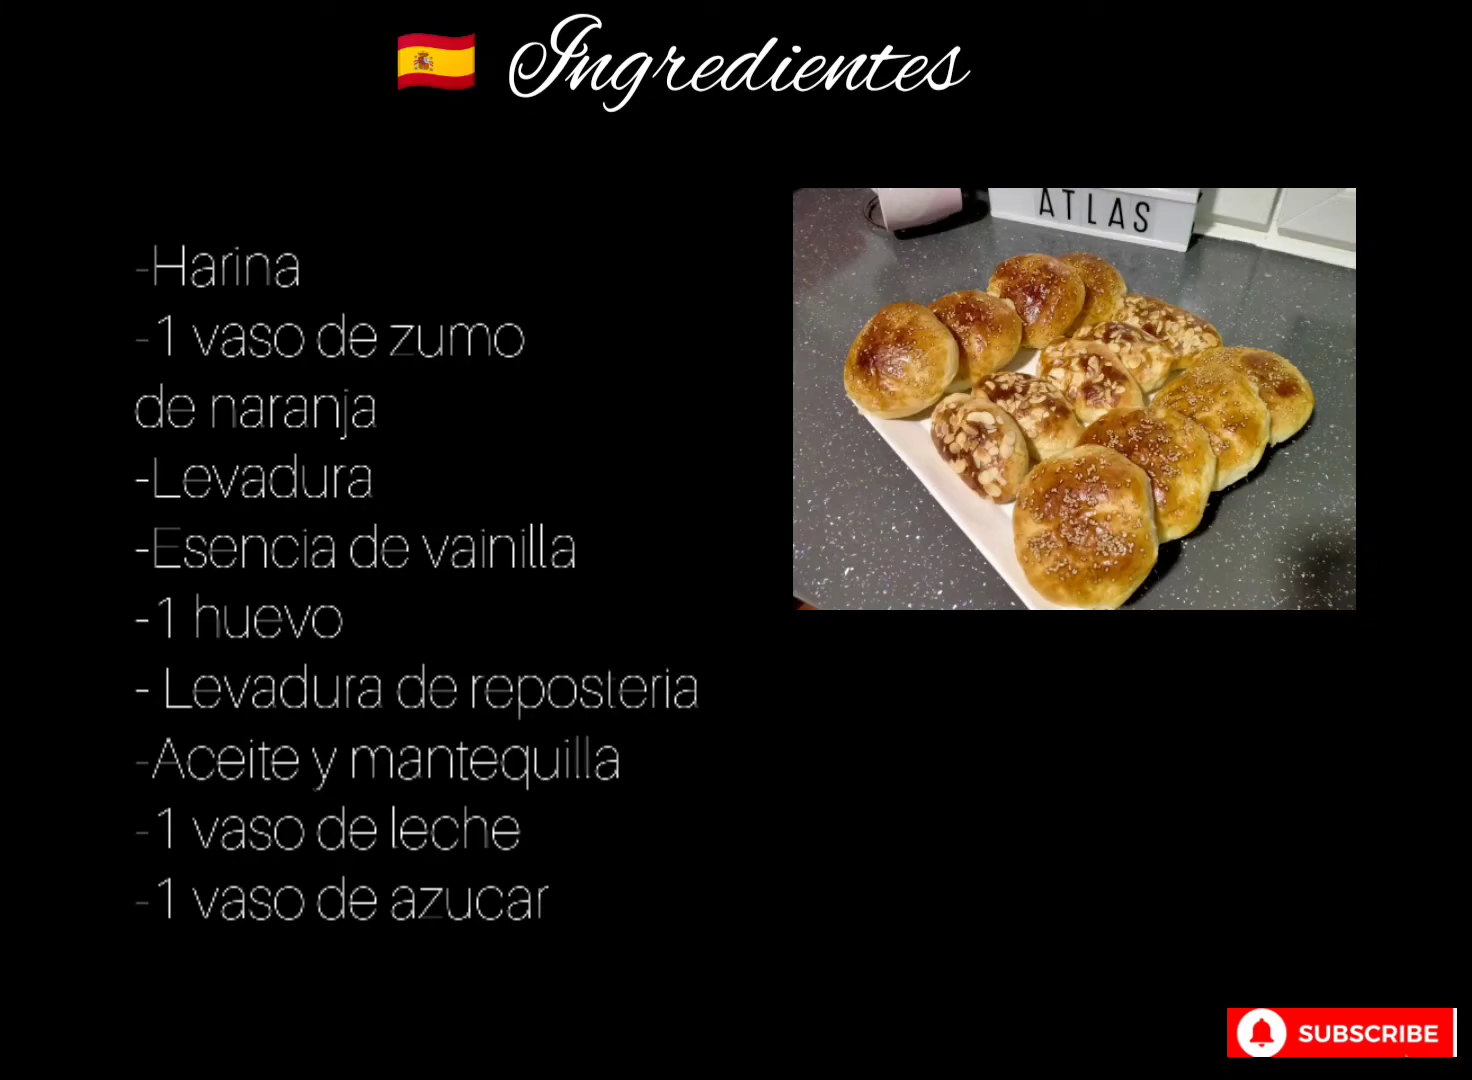 Ingredientes
-Harina
-1 vaso de zumo
de naranja
-Levadura
-Esencia de vainilla
-1 huevo
- Levadura de reposteria
-Aceite y mantequilla
-1 vaso de leche
-1 vaso de azucar
ATLAS
SUBSCRIBE